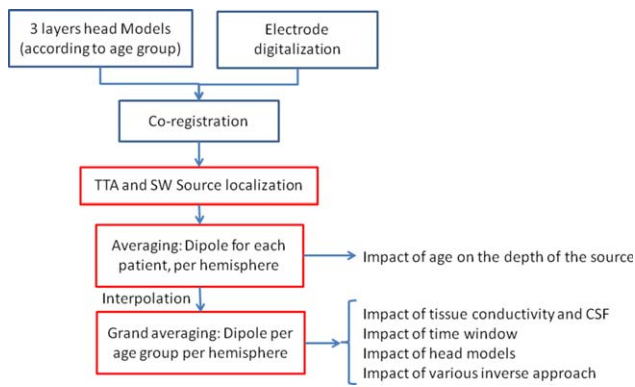 3 layers head Models
(according to age group)
Electrode
digitalization
Co-registration
TTA and SW Source localization
Averaging: Dipole for each
patient, per hemisphere
Impact of age on the depth of the source
Interpolation
Grand averaging: Dipole per
age group per hemisphere
Impact of tissue conductivity and CSF
Impact of time window
Impact of head models
Impact of various inverse approach